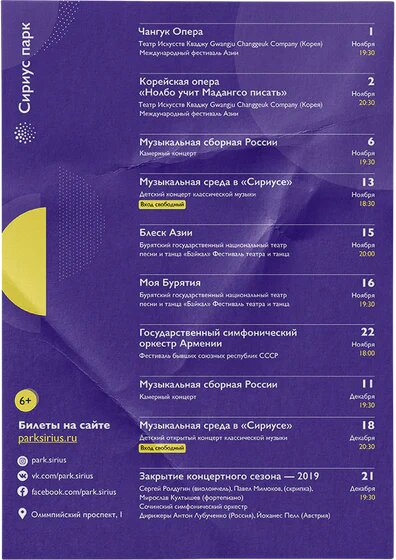 Сириус парк
Чангук Опера
1
Театр Искусств Кваджу Gwangju Changgeuk Company (Корея)
Ноября
Международный фестиваль Азии
19:30
Корейская опера
2
«Нолбо учит Мадангсо писать»
Ноября
Театр Искусств Кваджу Gwangju Changgeuk Company (Корея)
20:30
Международный фестиваль Азии
Музыкальная сборная России
6
Камерный концерт
Ноября
19:30
Музыкальная среда в «Сириусе»
13
Детский концерт классической музыки
Ноября
Вход свободный
18:30
Блеск Азии
15
Бурятский государственный национальный театр
Ноября
песни и танца «Байкал» Фестиваль театра и танца
20:00
Моя Бурятия
16
Бурятский государственный национальный театр
Ноября
песни и танца «Байкал» Фестиваль театра и танца
19:30
Государственный симфонический
22
оркестр Армении
Ноября
Фестиваль бывших союзных республик СССР
18:00
Музыкальная сборная России
11
Камерный концерт
Декабря
19:30
Музыкальная среда в «Сириусе»
18
Детский открытый концерт классической музыки
Декабря
Вход свободный
20:30
Закрытие концертного сезона — 2019
21
Сергей Ролдугин (виолончель), Павел Милюков, (скрипка),
Декабря
Мирослав Култышев (фортепиано)
19:30
Сочинский симфонический оркестр
Дирижеры Антон Лубченко (Россия), Йоханес Пелл (Австрия)
6+
Билеты на сайте
parksirius.ru
park.sirius
vk.com/park.sirius
facebook.com/park.sirius
Олимпийский проспект, 1